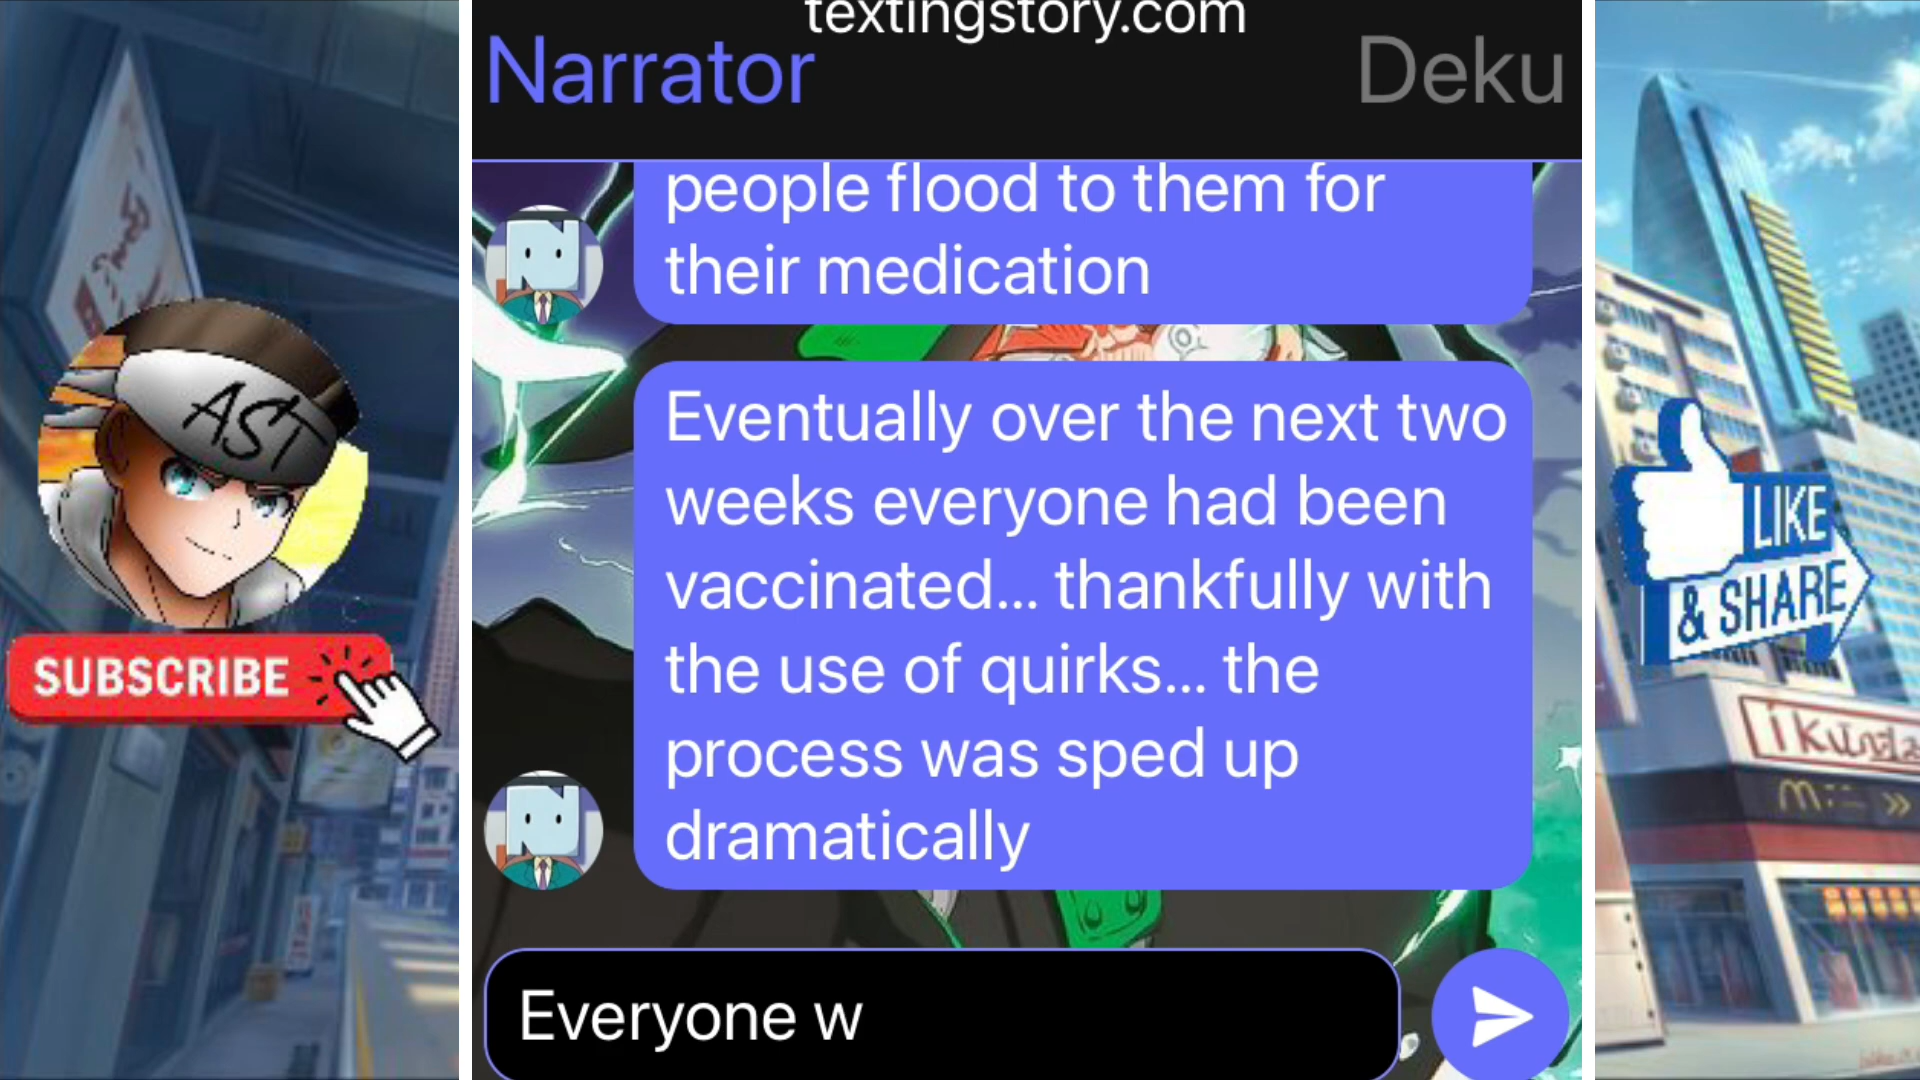 textingstory.com
Narrator
Deku
people flood to them for
their medication
Eventually over the next two
weeks everyone had been
vaccinated... thankfully with
the use of quirks... the
process was sped up
dramatically
Everyone w
AST
SUBSCRIBE
LIKE
& SHARE